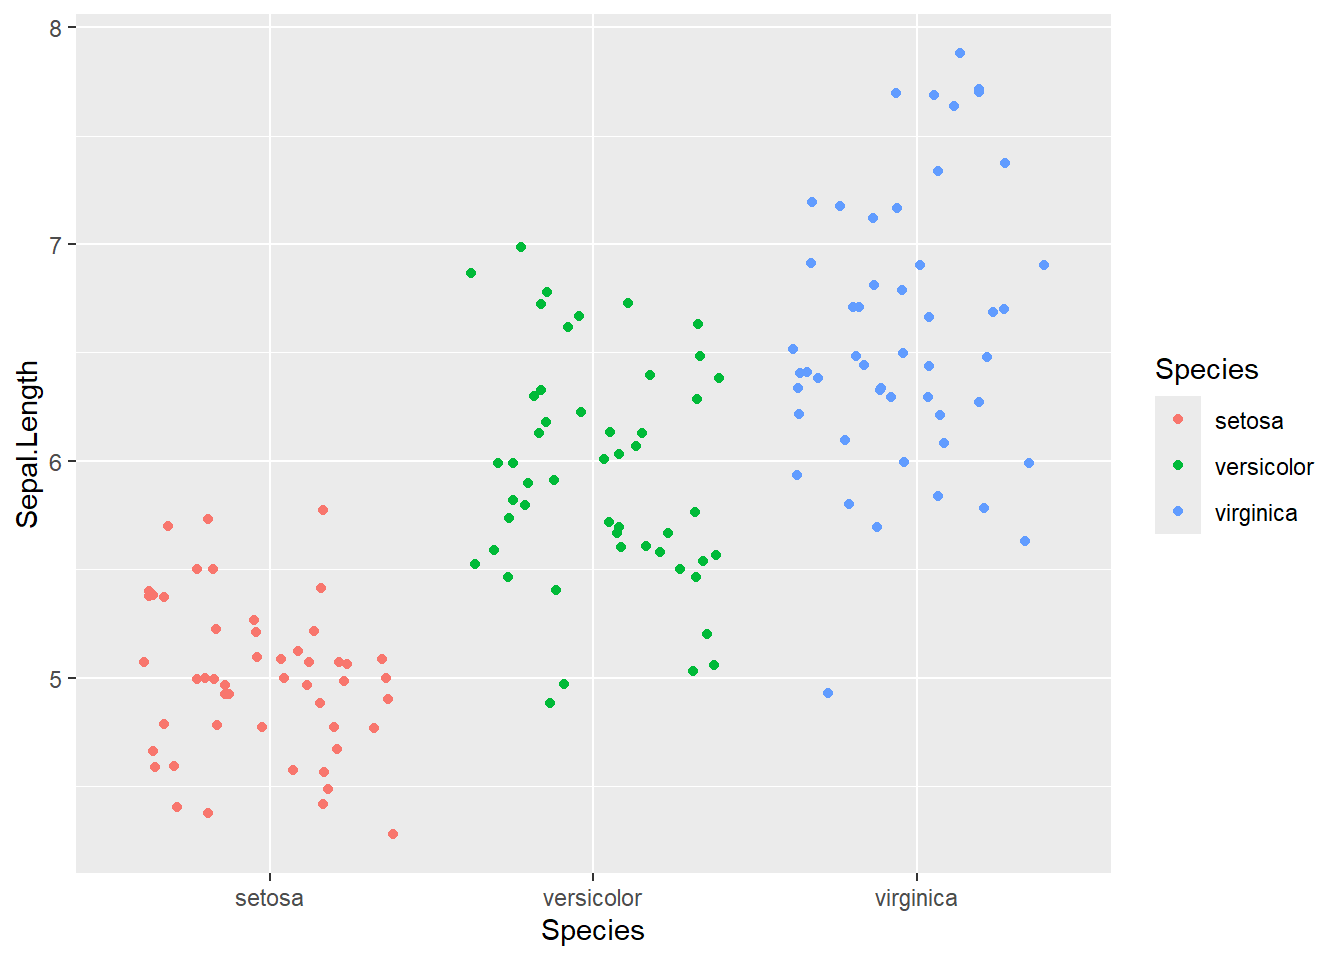 8
7
6
5
Sepal.Length
setosa
versicolor
virginica
Species
Species
setosa
versicolor
virginica